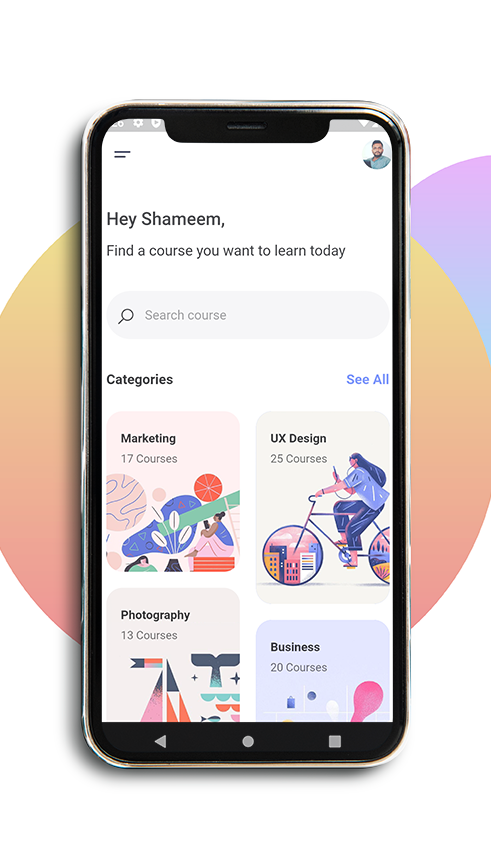 Hey Shameem,
Find a course you want to learn today
Search course
Categories
See All
Marketing
17 Courses
UX Design
25 Courses
Photography
13 Courses
Business
20 Courses